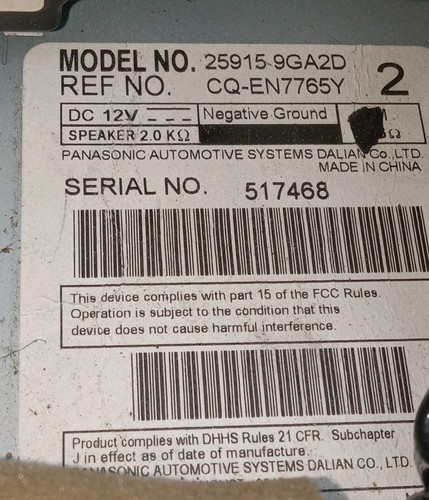 MODEL NO. 25915-9GA2D
REF NO. CQ-EN7765Y 2
DC 12V Negative Ground
SPEAKER 2.0 KΩ Ω
PANASONIC AUTOMOTIVE SYSTEMS DALIAN Co., LTD.
MADE IN CHINA
SERIAL NO. 517468
This device complies with part 15 of the FCC Rules.
Operation is subject to the condition that this
device does not cause harmful interference.
Product complies with DHHS Rules 21 CFR. Subchapter
J in effect as of date of manufacture.
PANASONIC AUTOMOTIVE SYSTEMS DALIAN CO., LTD.